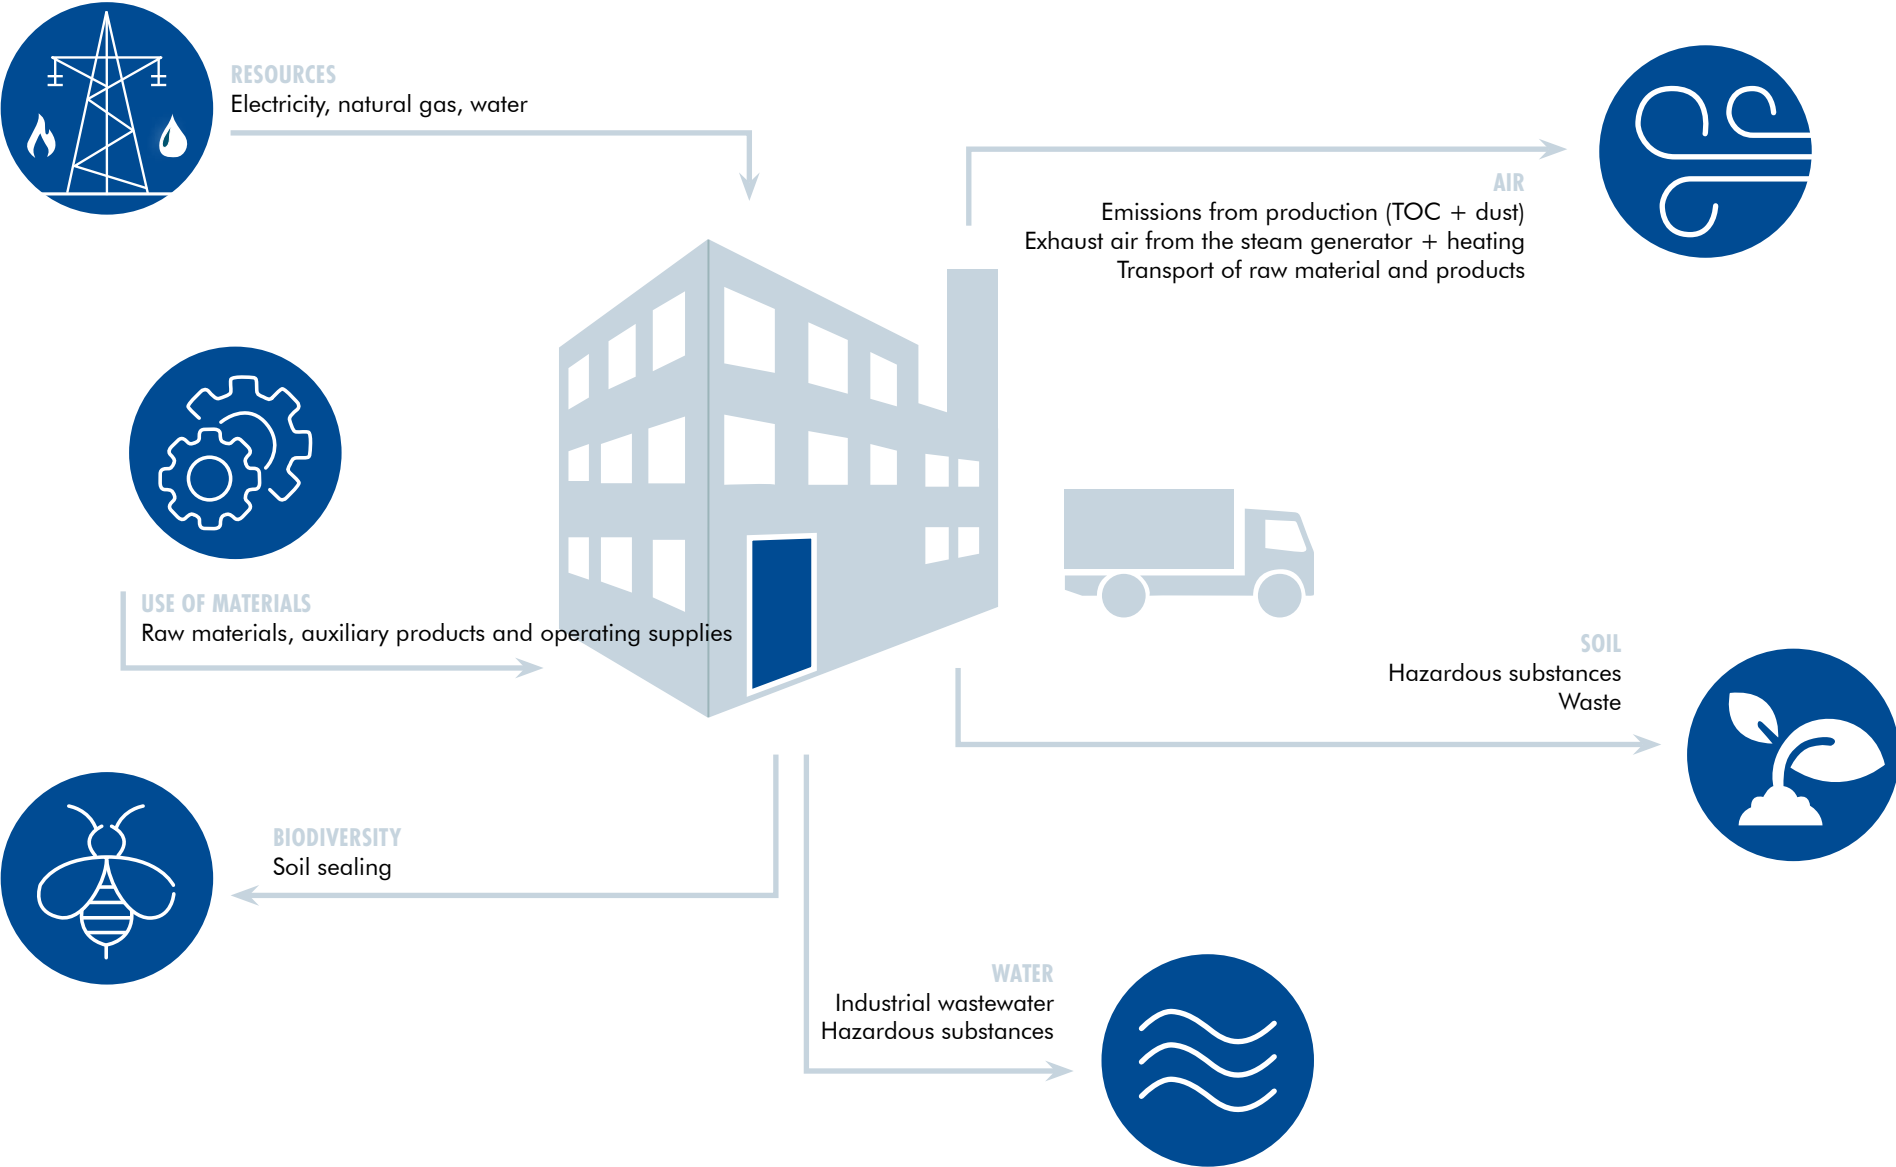 RESOURCES
Electricity, natural gas, water
AIR
Emissions from production (TOC + dust)
Exhaust air from the steam generator + heating
Transport of raw material and products
USE OF MATERIALS
Raw materials, auxiliary products and operating supplies
SOIL
Hazardous substances
Waste
BIODIVERSITY
Soil sealing
WATER
Industrial wastewater
Hazardous substances